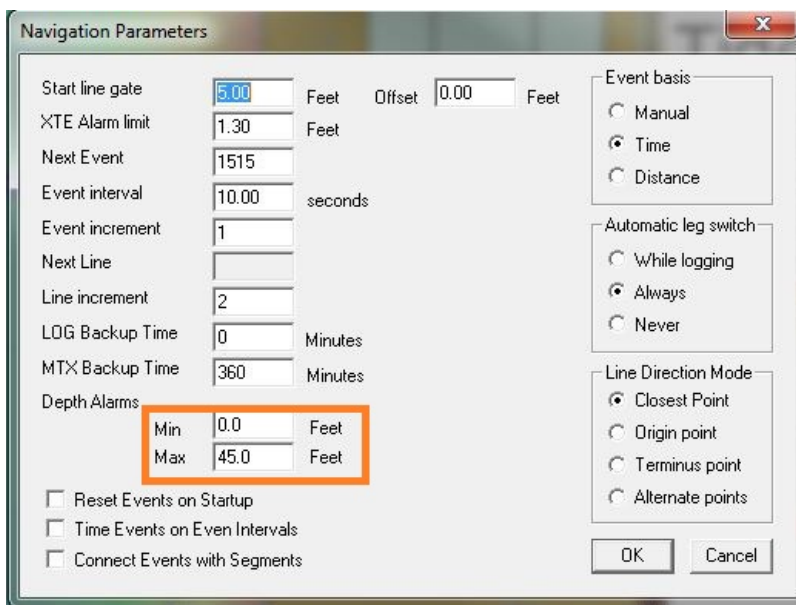 Navigation Parameters
Start line gate 5.00 Feet Offset 0.00 Feet
XTE Alarm limit 1.30 Feet
Next Event 1515
Event interval 10.00 seconds
Event increment 1
Next Line
Line increment 2
LOG Backup Time 0 Minutes
MTX Backup Time 360 Minutes
Depth Alarms
Min 0.0 Feet
Max 45.0 Feet
Reset Events on Startup
Time Events on Even Intervals
Connect Events with Segments
Event basis
Manual
Time
Distance
Automatic leg switch
While logging
Always
Never
Line Direction Mode
Closest Point
Origin point
Terminus point
Alternate points
OK Cancel